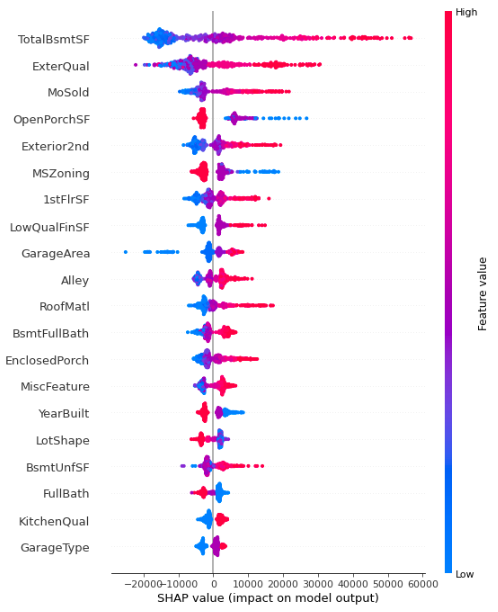 High
TotalBsmtSF
ExterQual
MoSold
OpenPorchSF
Exterior2nd
MSZoning
1stFlrSF
LowQualFinSF
GarageArea
Alley
RoofMatl
BsmtFullBath
EnclosedPorch
MiscFeature
YearBuilt
LotShape
BsmtUnfSF
FullBath
KitchenQual
GarageType
Feature value
Low
−20000 −10000 0 10000 20000 30000 40000 50000 60000
SHAP value (impact on model output)